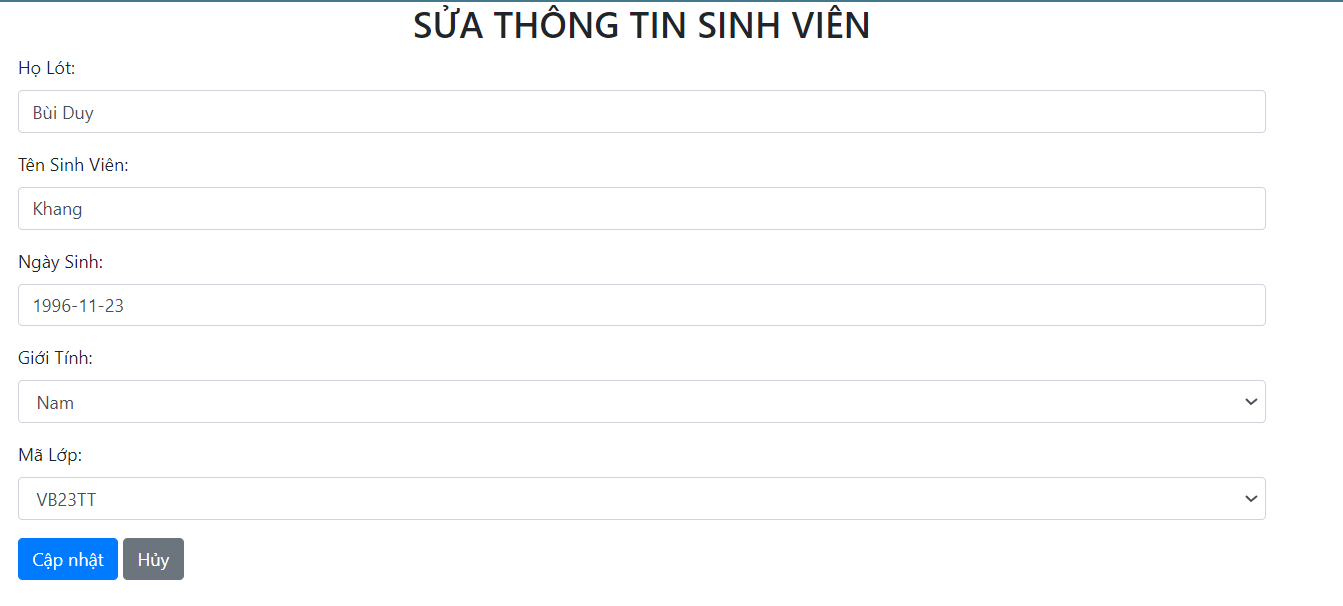 SỬA THÔNG TIN SINH VIÊN
Họ Lót:
Bùi Duy
Tên Sinh Viên:
Khang
Ngày Sinh:
1996-11-23
Giới Tính:
Nam
Mã Lớp:
VB23TT
Cập nhật Hủy